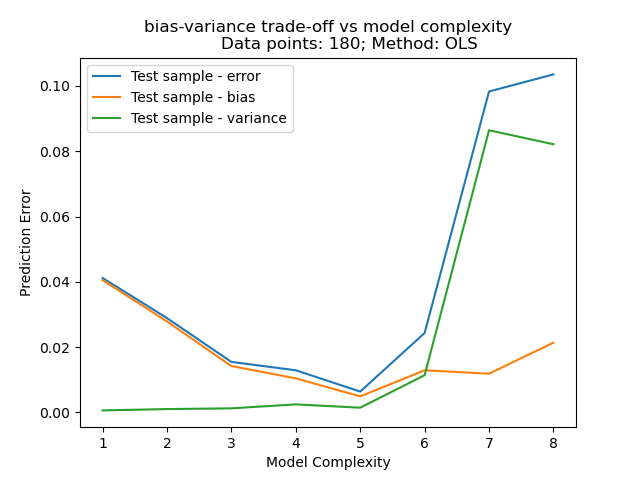 bias-variance trade-off vs model complexity
Data points: 180; Method: OLS
Test sample - error
Test sample - bias
Test sample - variance
Prediction Error
0.10
0.08
0.06
0.04
0.02
0.00
1 2 3 4 5 6 7 8
Model Complexity